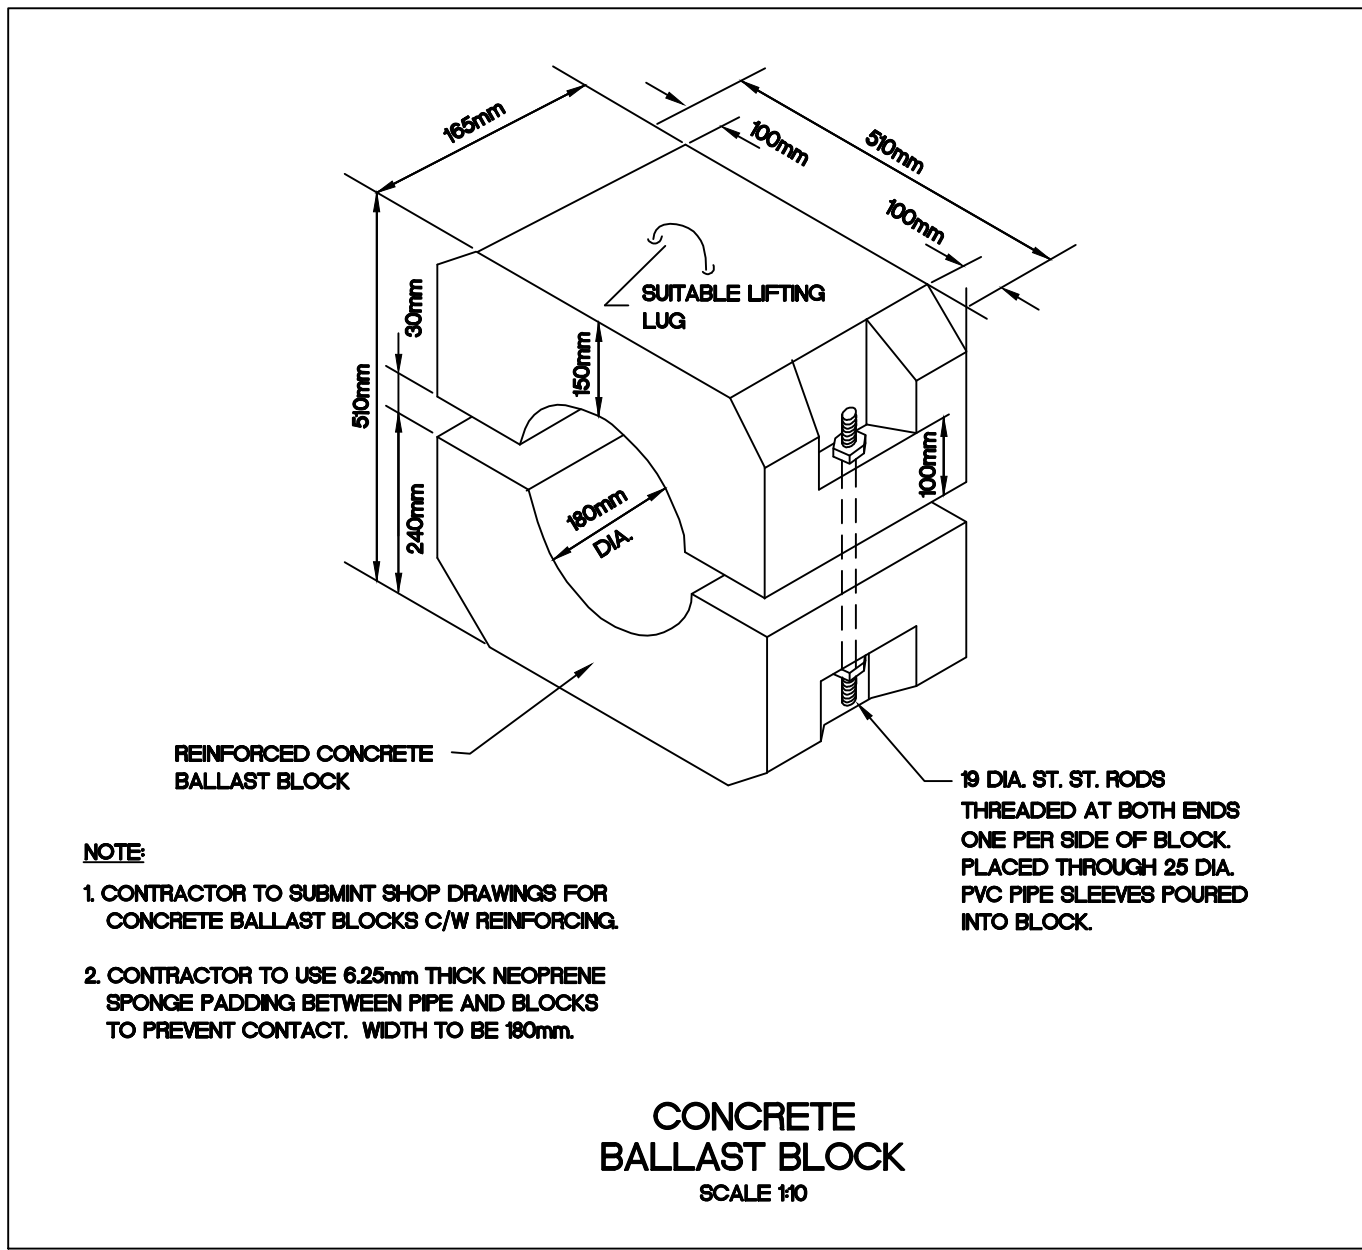 165mm
100mm
510mm
100mm
SUITABLE LIFTING
LUG
30mm
150mm
510mm
100mm
240mm
180mm
DIA.
REINFORCED CONCRETE
BALLAST BLOCK
19 DIA. ST. ST. RODS
THREADED AT BOTH ENDS
ONE PER SIDE OF BLOCK.
PLACED THROUGH 25 DIA.
PVC PIPE SLEEVES POURED
INTO BLOCK.
NOTE:
1. CONTRACTOR TO SUBMINT SHOP DRAWINGS FOR
CONCRETE BALLAST BLOCKS C/W REINFORCING.
2. CONTRACTOR TO USE 6.25mm THICK NEOPRENE
SPONGE PADDING BETWEEN PIPE AND BLOCKS
TO PREVENT CONTACT. WIDTH TO BE 180mm.
CONCRETE
BALLAST BLOCK
SCALE 1:10